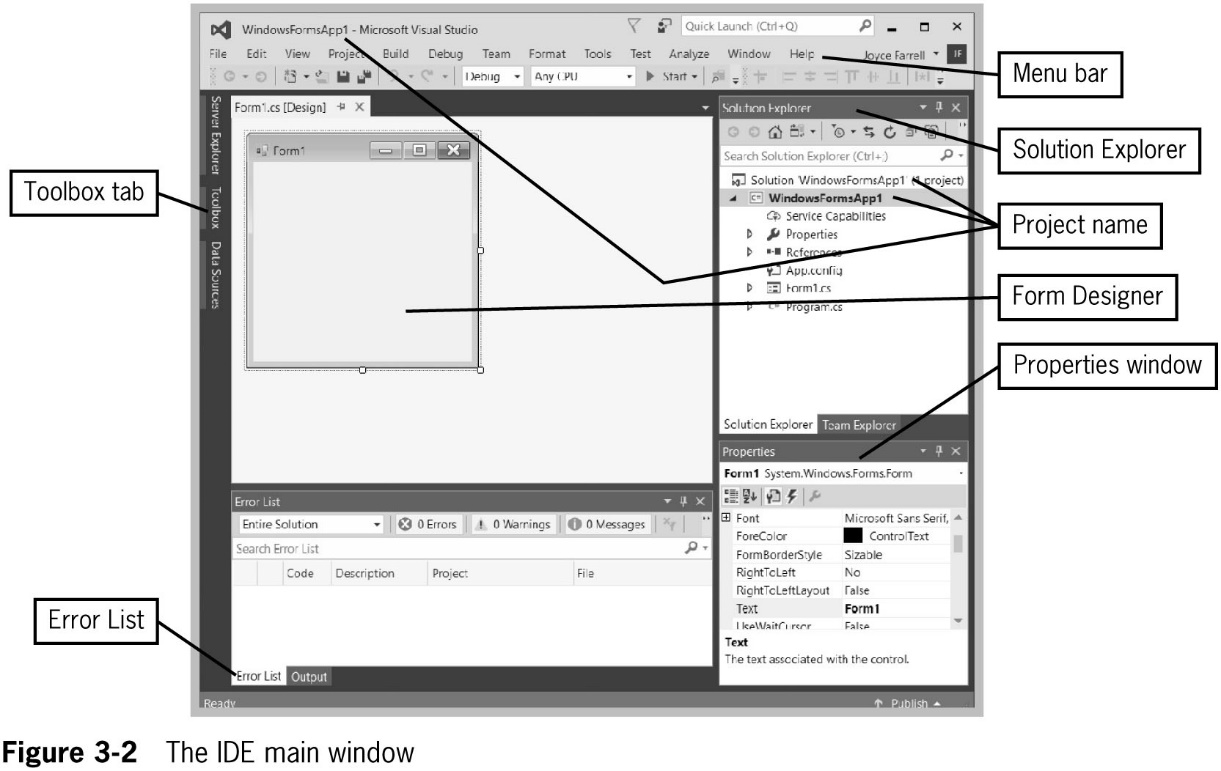 WindowsFormsApp1 - Microsoft Visual Studio
Quick Launch (Ctrl+Q)
File Edit View Project Build Debug Team Format Tools Test Analyze Window Help Joyce Farrell JF
Debug Any CPU Start
Menu bar
Server Explorer
Toolbox
Data Sources
Toolbox tab
Form1.cs [Design]
Form1
Solution Explorer
Search Solution Explorer (Ctrl+;)
Solution 'WindowsFormsApp1' (1 project)
WindowsFormsApp1
Service Capabilities
Properties
References
App.config
Form1.cs
Program.cs
Solution Explorer Team Explorer
Solution Explorer
Project name
Form Designer
Properties window
Properties
Form1 System.Windows.Forms.Form
Font Microsoft Sans Serif,
ForeColor ControlText
FormBorderStyle Sizable
RightToLeft No
RightToLeftLayout False
Text Form1
UseWaitCursor False
Text
The text associated with the control.
Error List
Entire Solution 0 Errors 0 Warnings 0 Messages
Search Error List
Code Description Project File
Error List
Error List Output
Ready Publish
Figure 3-2 The IDE main window